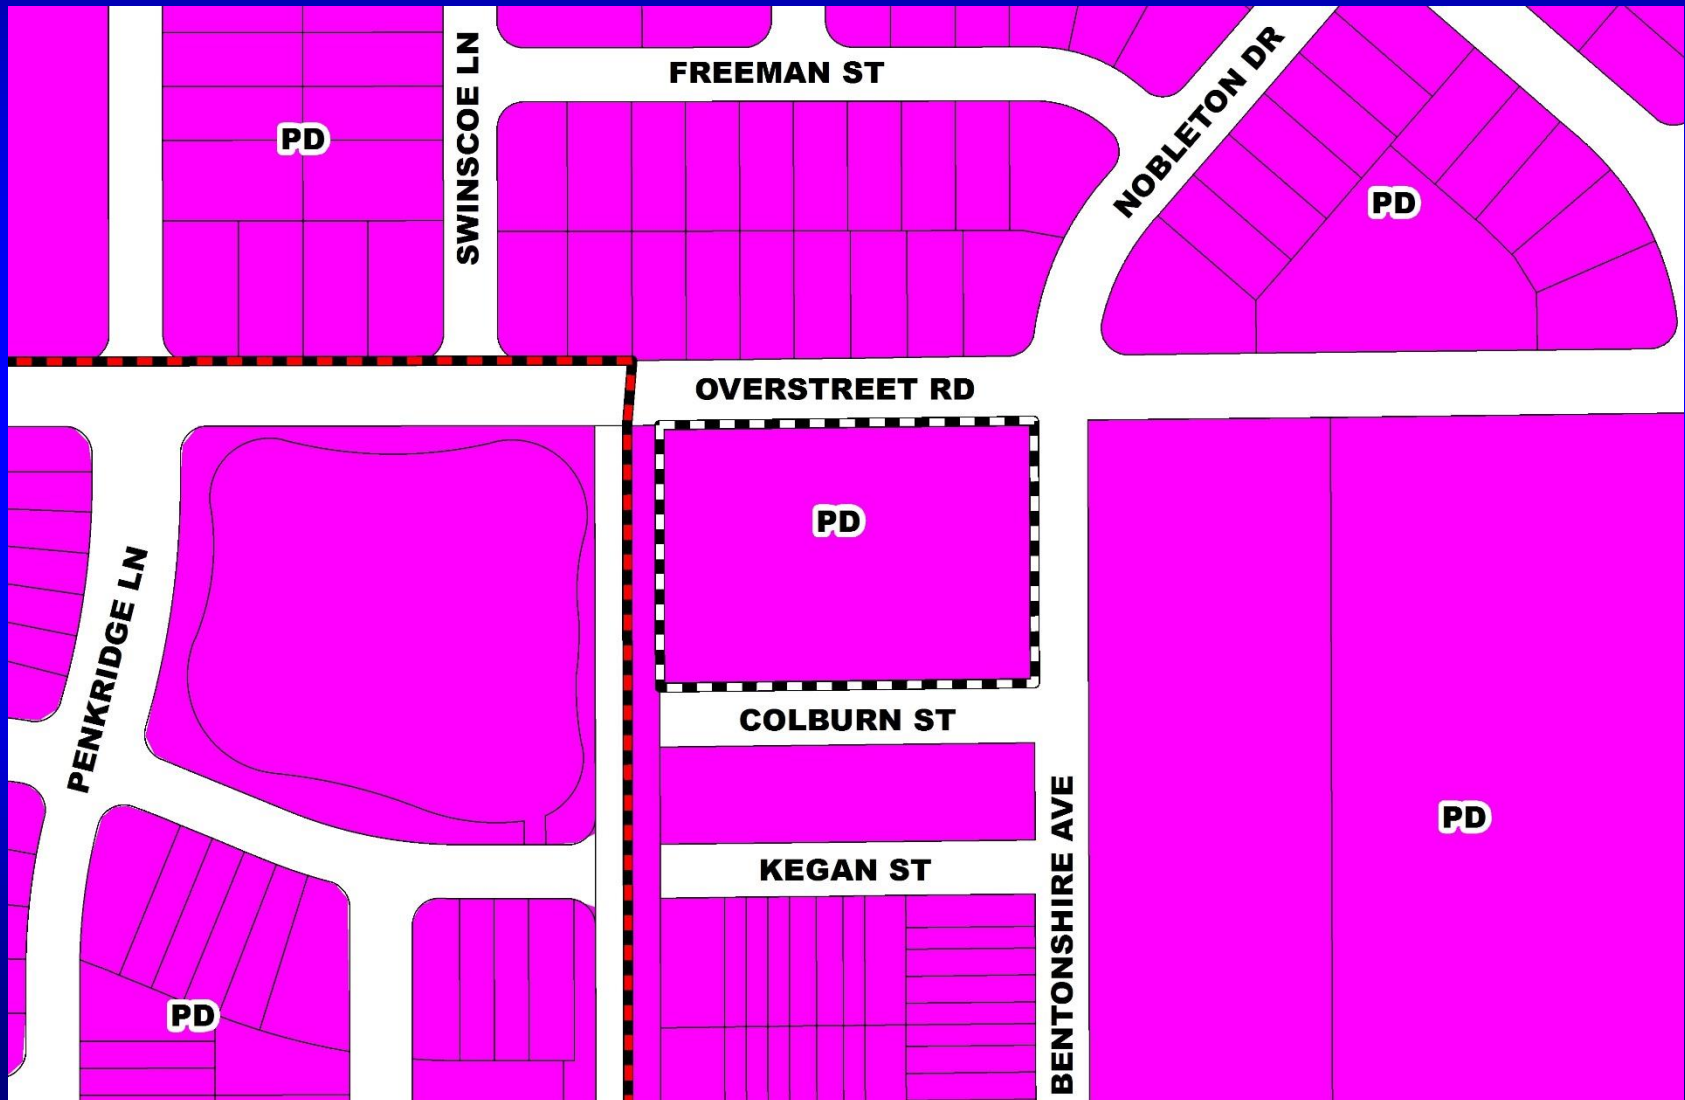 FREEMAN ST
SWINSCOE LN
NOBLETON DR
PD
PD
OVERSTREET RD
PD
PENKRIDGE LN
COLBURN ST
BENTONSHIRE AVE
PD
KEGAN ST
PD